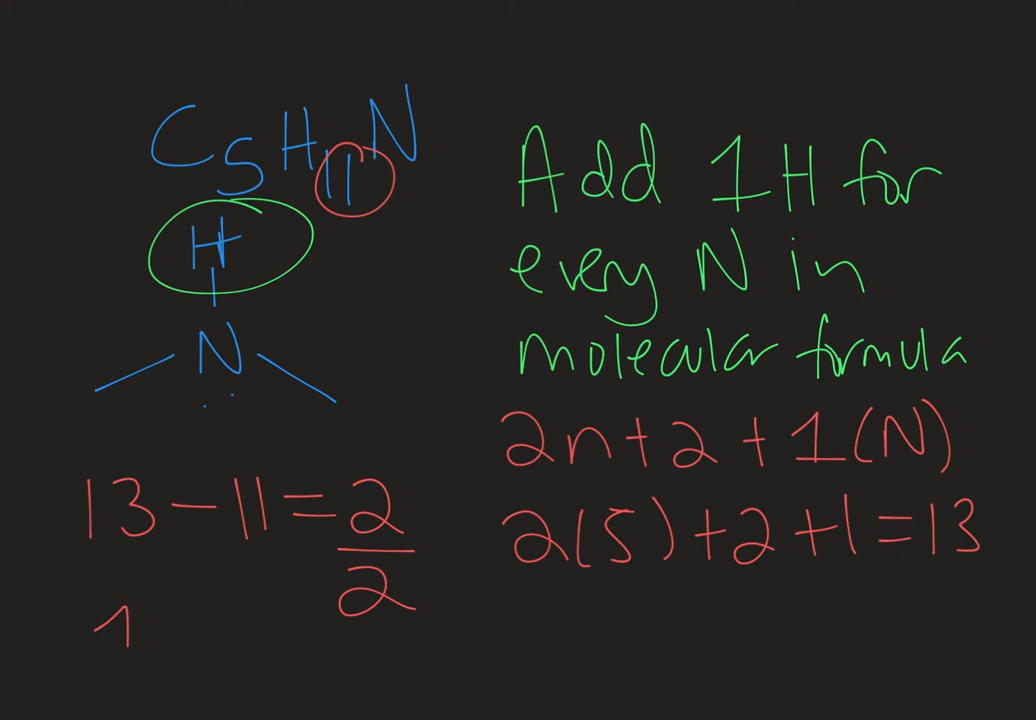 C5H11N
H
N
13 - 11 = 2/2
1
Add 1H for
every N in
molecular formula
2n+2+1(N)
2(5)+2+1=13